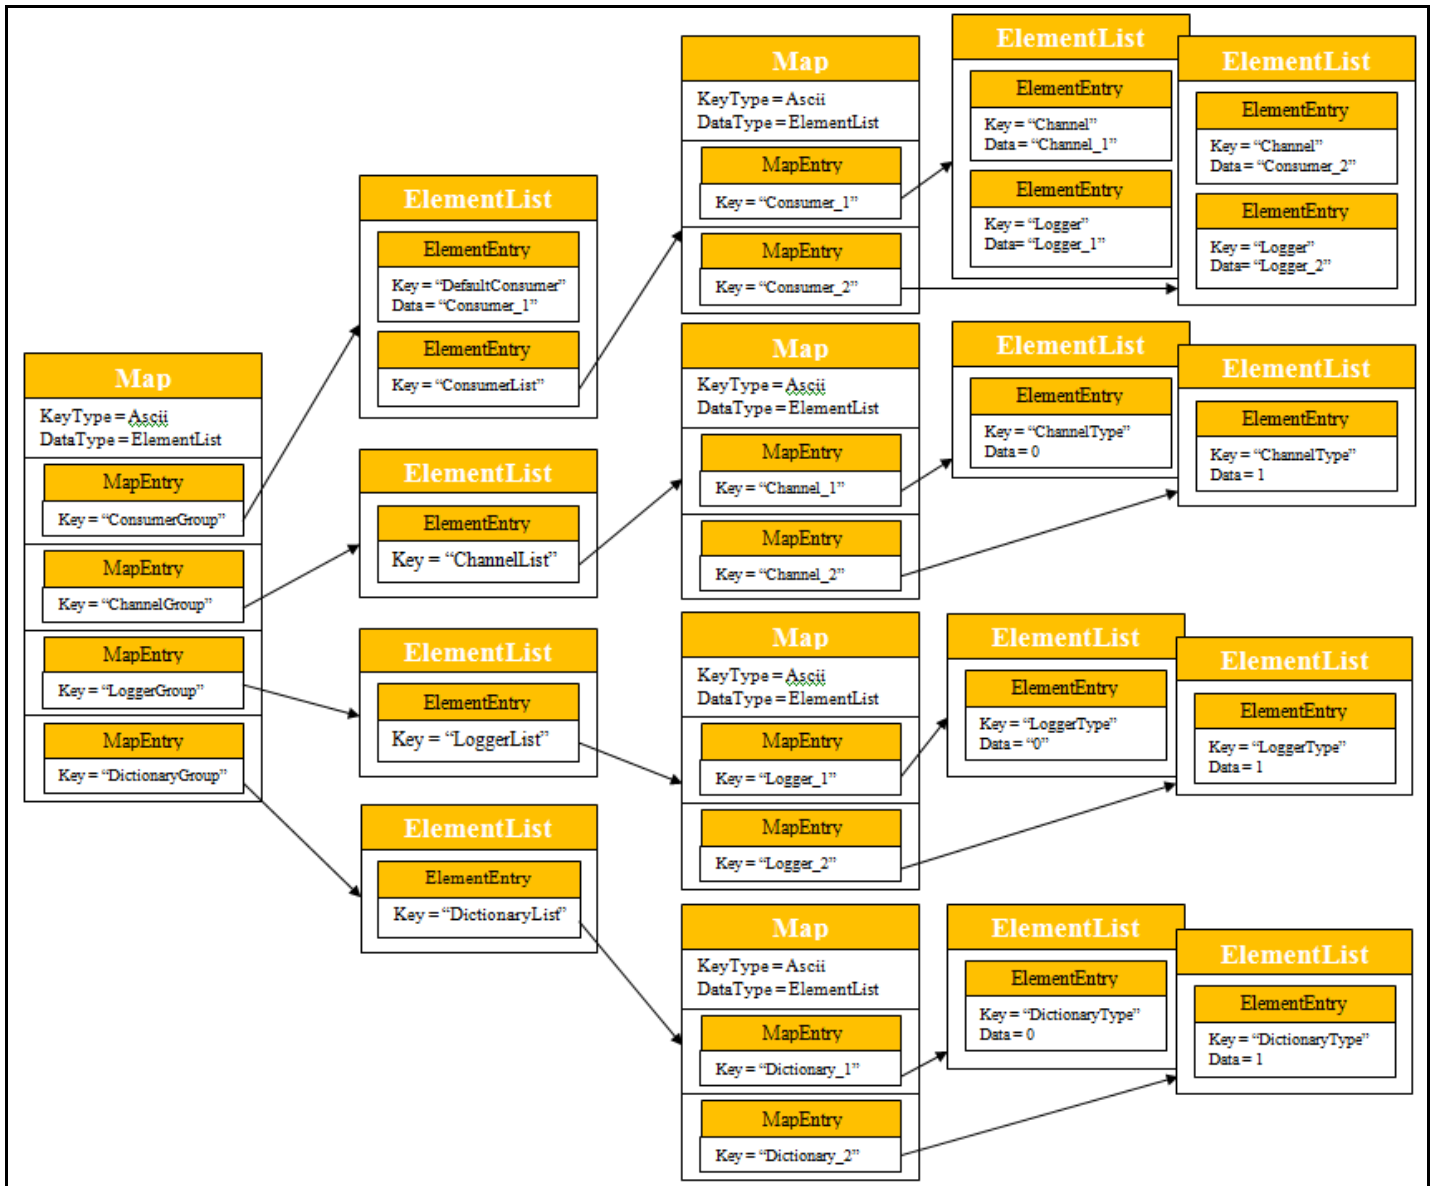 Map
KeyType = Ascii
DataType = ElementList
MapEntry
Key = “ConsumerGroup”
MapEntry
Key = “ChannelGroup”
MapEntry
Key = “LoggerGroup”
MapEntry
Key = “DictionaryGroup”
ElementList
ElementEntry
Key = “DefaultConsumer”
Data = “Consumer_1”
ElementEntry
Key = “ConsumerList”
ElementList
ElementEntry
Key = “ChannelList”
ElementList
ElementEntry
Key = “LoggerList”
ElementList
ElementEntry
Key = “DictionaryList”
Map
KeyType = Ascii
DataType = ElementList
MapEntry
Key = “Consumer_1”
MapEntry
Key = “Consumer_2”
Map
KeyType = Ascii
DataType = ElementList
MapEntry
Key = “Channel_1”
MapEntry
Key = “Channel_2”
Map
KeyType = Ascii
DataType = ElementList
MapEntry
Key = “Logger_1”
MapEntry
Key = “Logger_2”
Map
KeyType = Ascii
DataType = ElementList
MapEntry
Key = “Dictionary_1”
MapEntry
Key = “Dictionary_2”
ElementList
ElementEntry
Key = “Channel”
Data = “Channel_1”
ElementEntry
Key = “Logger”
Data= “Logger_1”
ElementList
ElementEntry
Key = “Channel”
Data = “Consumer_2”
ElementEntry
Key = “Logger”
Data= “Logger_2”
ElementList
ElementEntry
Key = “ChannelType”
Data = 0
ElementList
ElementEntry
Key = “ChannelType”
Data = 1
ElementList
ElementEntry
Key = “LoggerType”
Data = “0”
ElementList
ElementEntry
Key = “LoggerType”
Data = 1
ElementList
ElementEntry
Key = “DictionaryType”
Data = 0
ElementList
ElementEntry
Key = “DictionaryType”
Data = 1